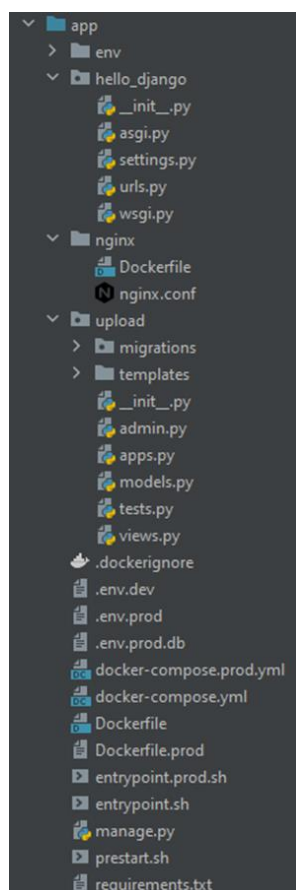 app
env
hello_django
__init__.py
asgi.py
settings.py
urls.py
wsgi.py
nginx
Dockerfile
nginx.conf
upload
migrations
templates
__init__.py
admin.py
apps.py
models.py
tests.py
views.py
.dockerignore
.env.dev
.env.prod
.env.prod.db
docker-compose.prod.yml
docker-compose.yml
Dockerfile
Dockerfile.prod
entrypoint.prod.sh
entrypoint.sh
manage.py
prestart.sh
requirements.txt